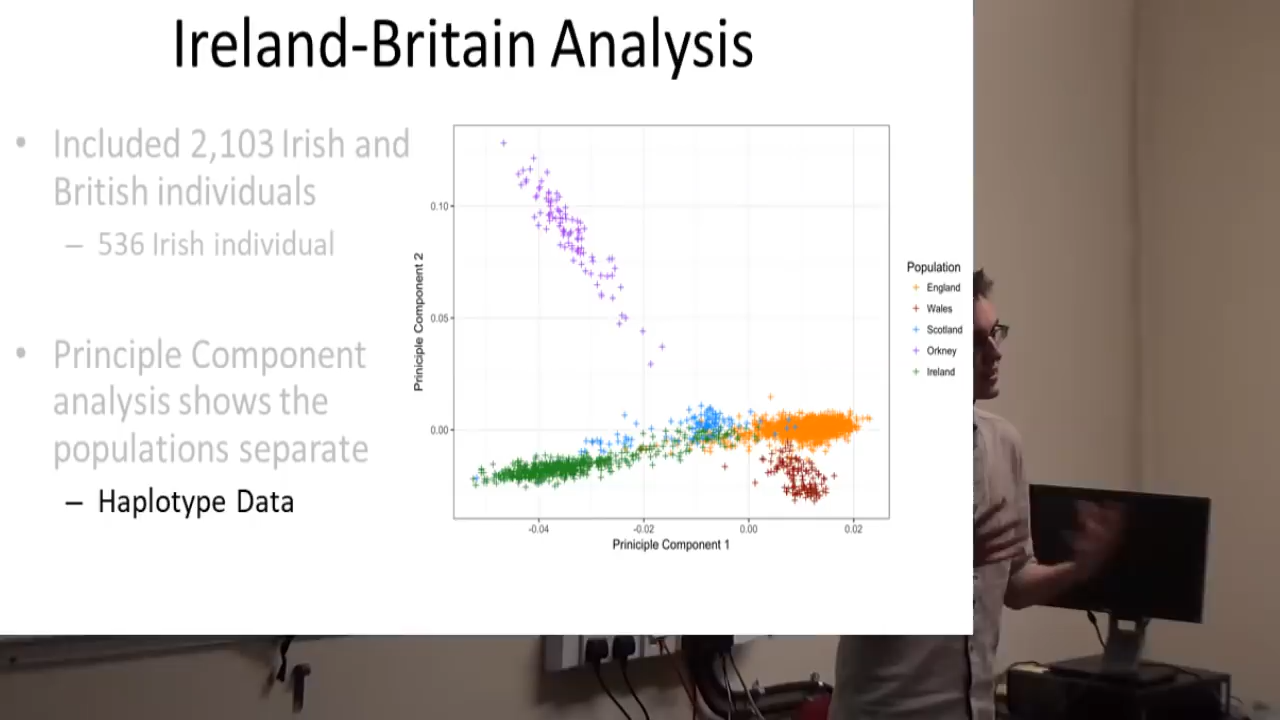 Ireland-Britain Analysis
• Included 2,103 Irish and
British individuals
– 536 Irish individual
• Principle Component
analysis shows the
populations separate
– Haplotype Data
Priniciple Component 2
0.10
0.05
0.00
-0.04
-0.02
0.00
0.02
Priniciple Component 1
Population
England
Wales
Scotland
Orkney
Ireland